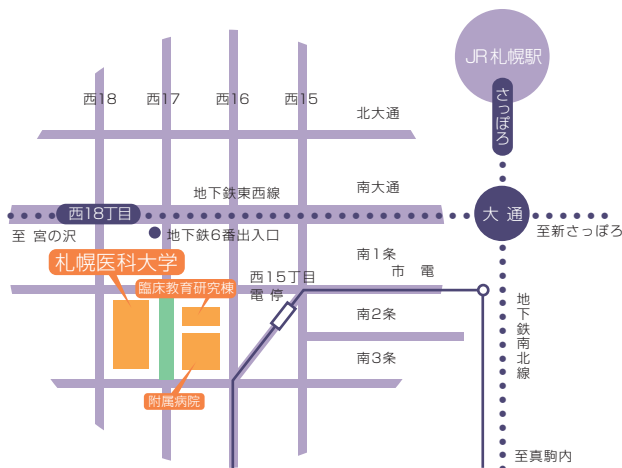 JR札幌駅
さっぽろ
西18
西17
西16
西15
北大通
地下鉄東西線
南大通
西18丁目
大通
至 宮の沢
地下鉄6番出入口
至新さっぽろ
札幌医科大学
南1条
市電
臨床教育研究棟
西15丁目
電停
南2条
地下鉄南北線
南3条
附属病院
至真駒内